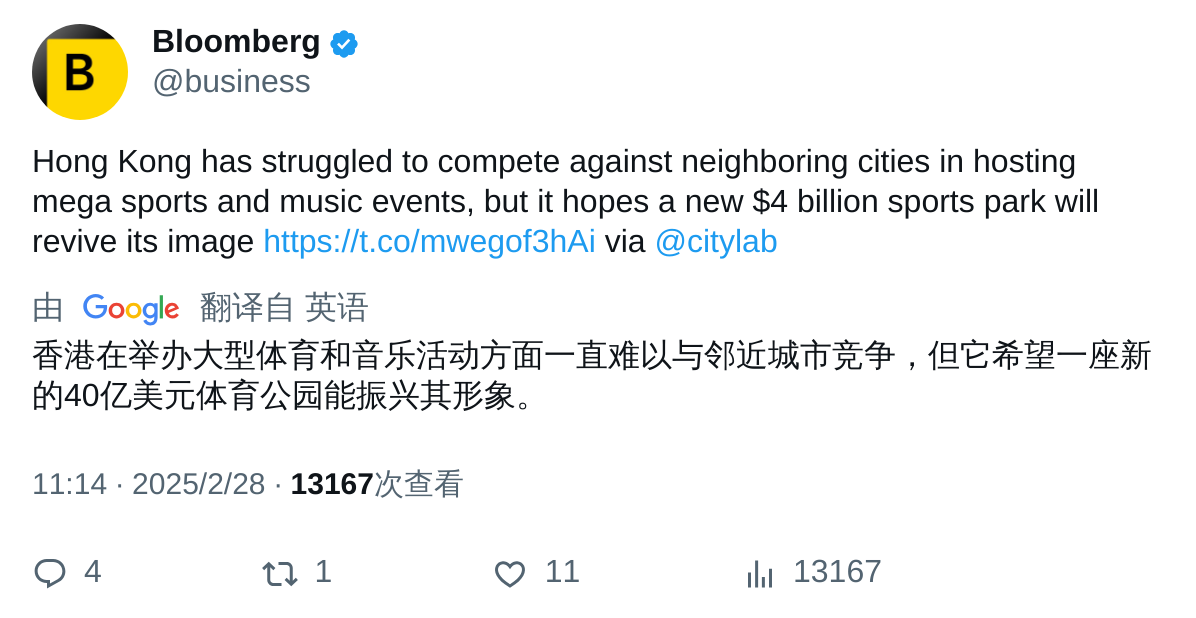 B
Bloomberg
@business
Hong Kong has struggled to compete against neighboring cities in hosting
mega sports and music events, but it hopes a new $4 billion sports park will
revive its image https://t.co/mwegof3hAi via @citylab
由 Google 翻译自 英语
香港在举办大型体育和音乐活动方面一直难以与邻近城市竞争，但它希望一座新
的40亿美元体育公园能振兴其形象。
11:14 · 2025/2/28 · 13167次查看
4 1 11 13167